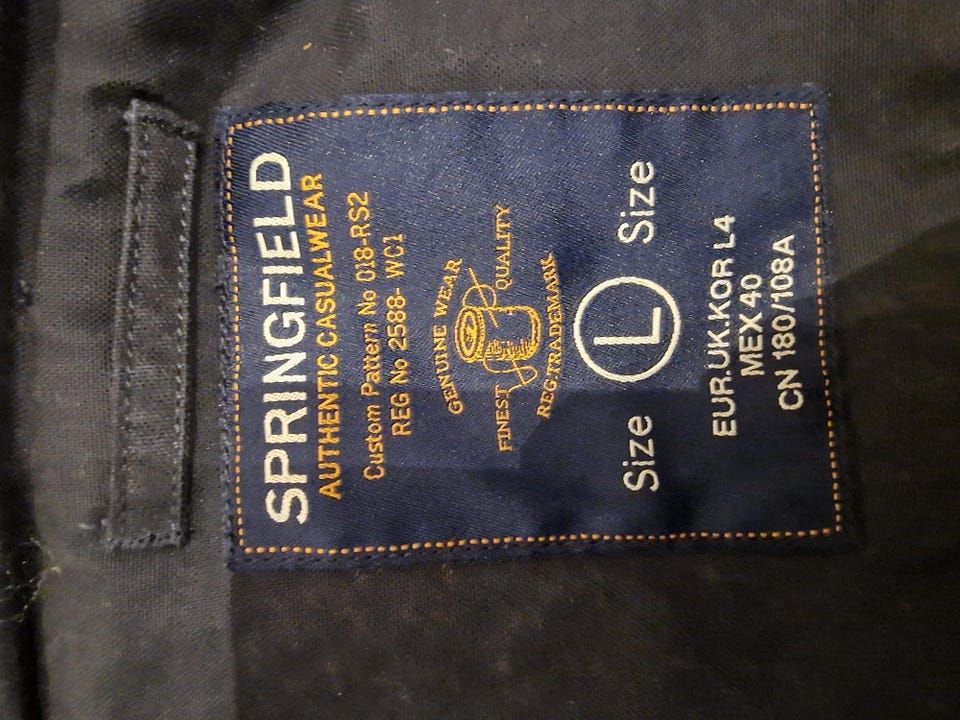 SPRINGFIELD
AUTHENTIC CASUALWEAR
Custom Pattern No 018-RS2
REG No 2588- WC1
GENUINE WEAR
FINEST QUALITY
REG·TRADEMARK
Size L Size
EUR.UK.KOR L4
MEX 40
CN 180/108A